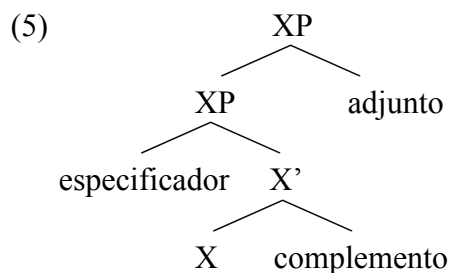 (5) XP
XP adjunto
especificador X’
X complemento